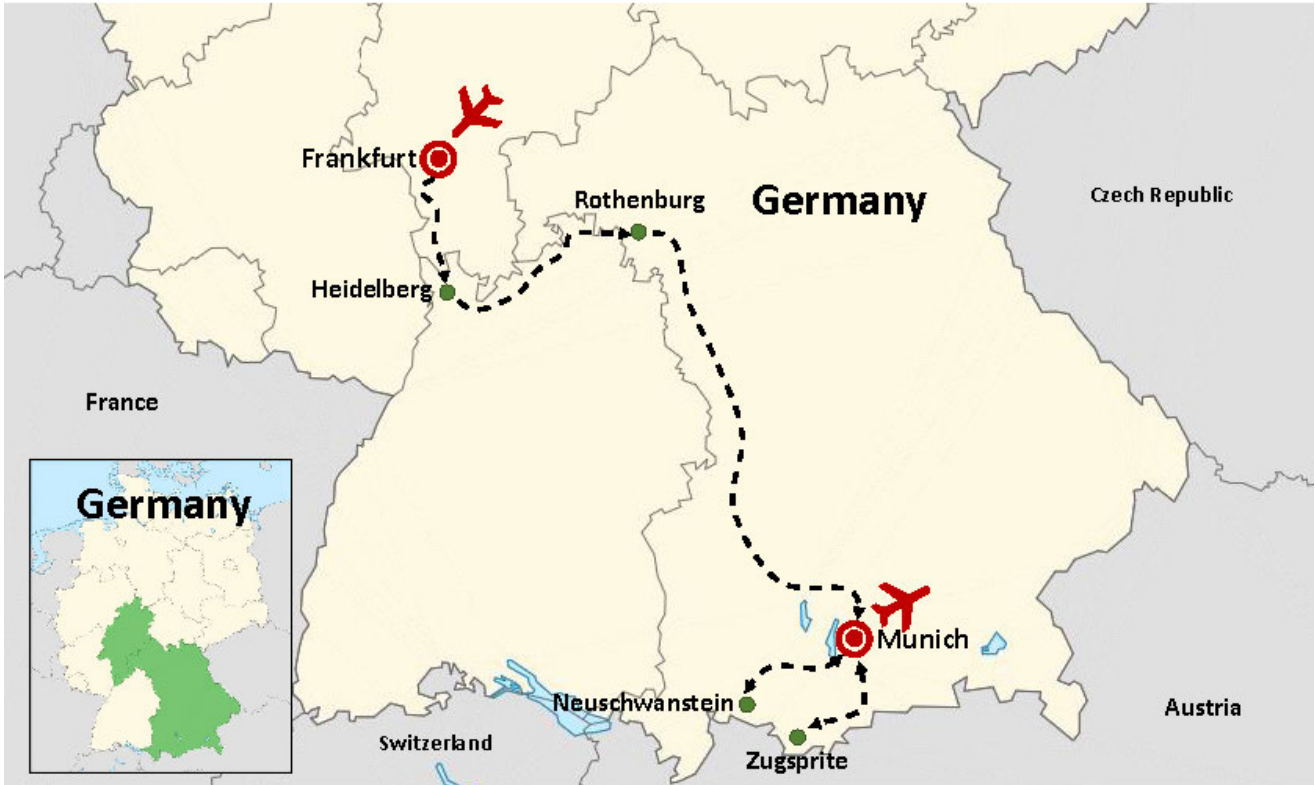 Frankfurt
Rothenburg
Germany
Czech Republic
Heidelberg
France
Germany
Munich
Neuschwanstein
Austria
Switzerland
Zugsprite